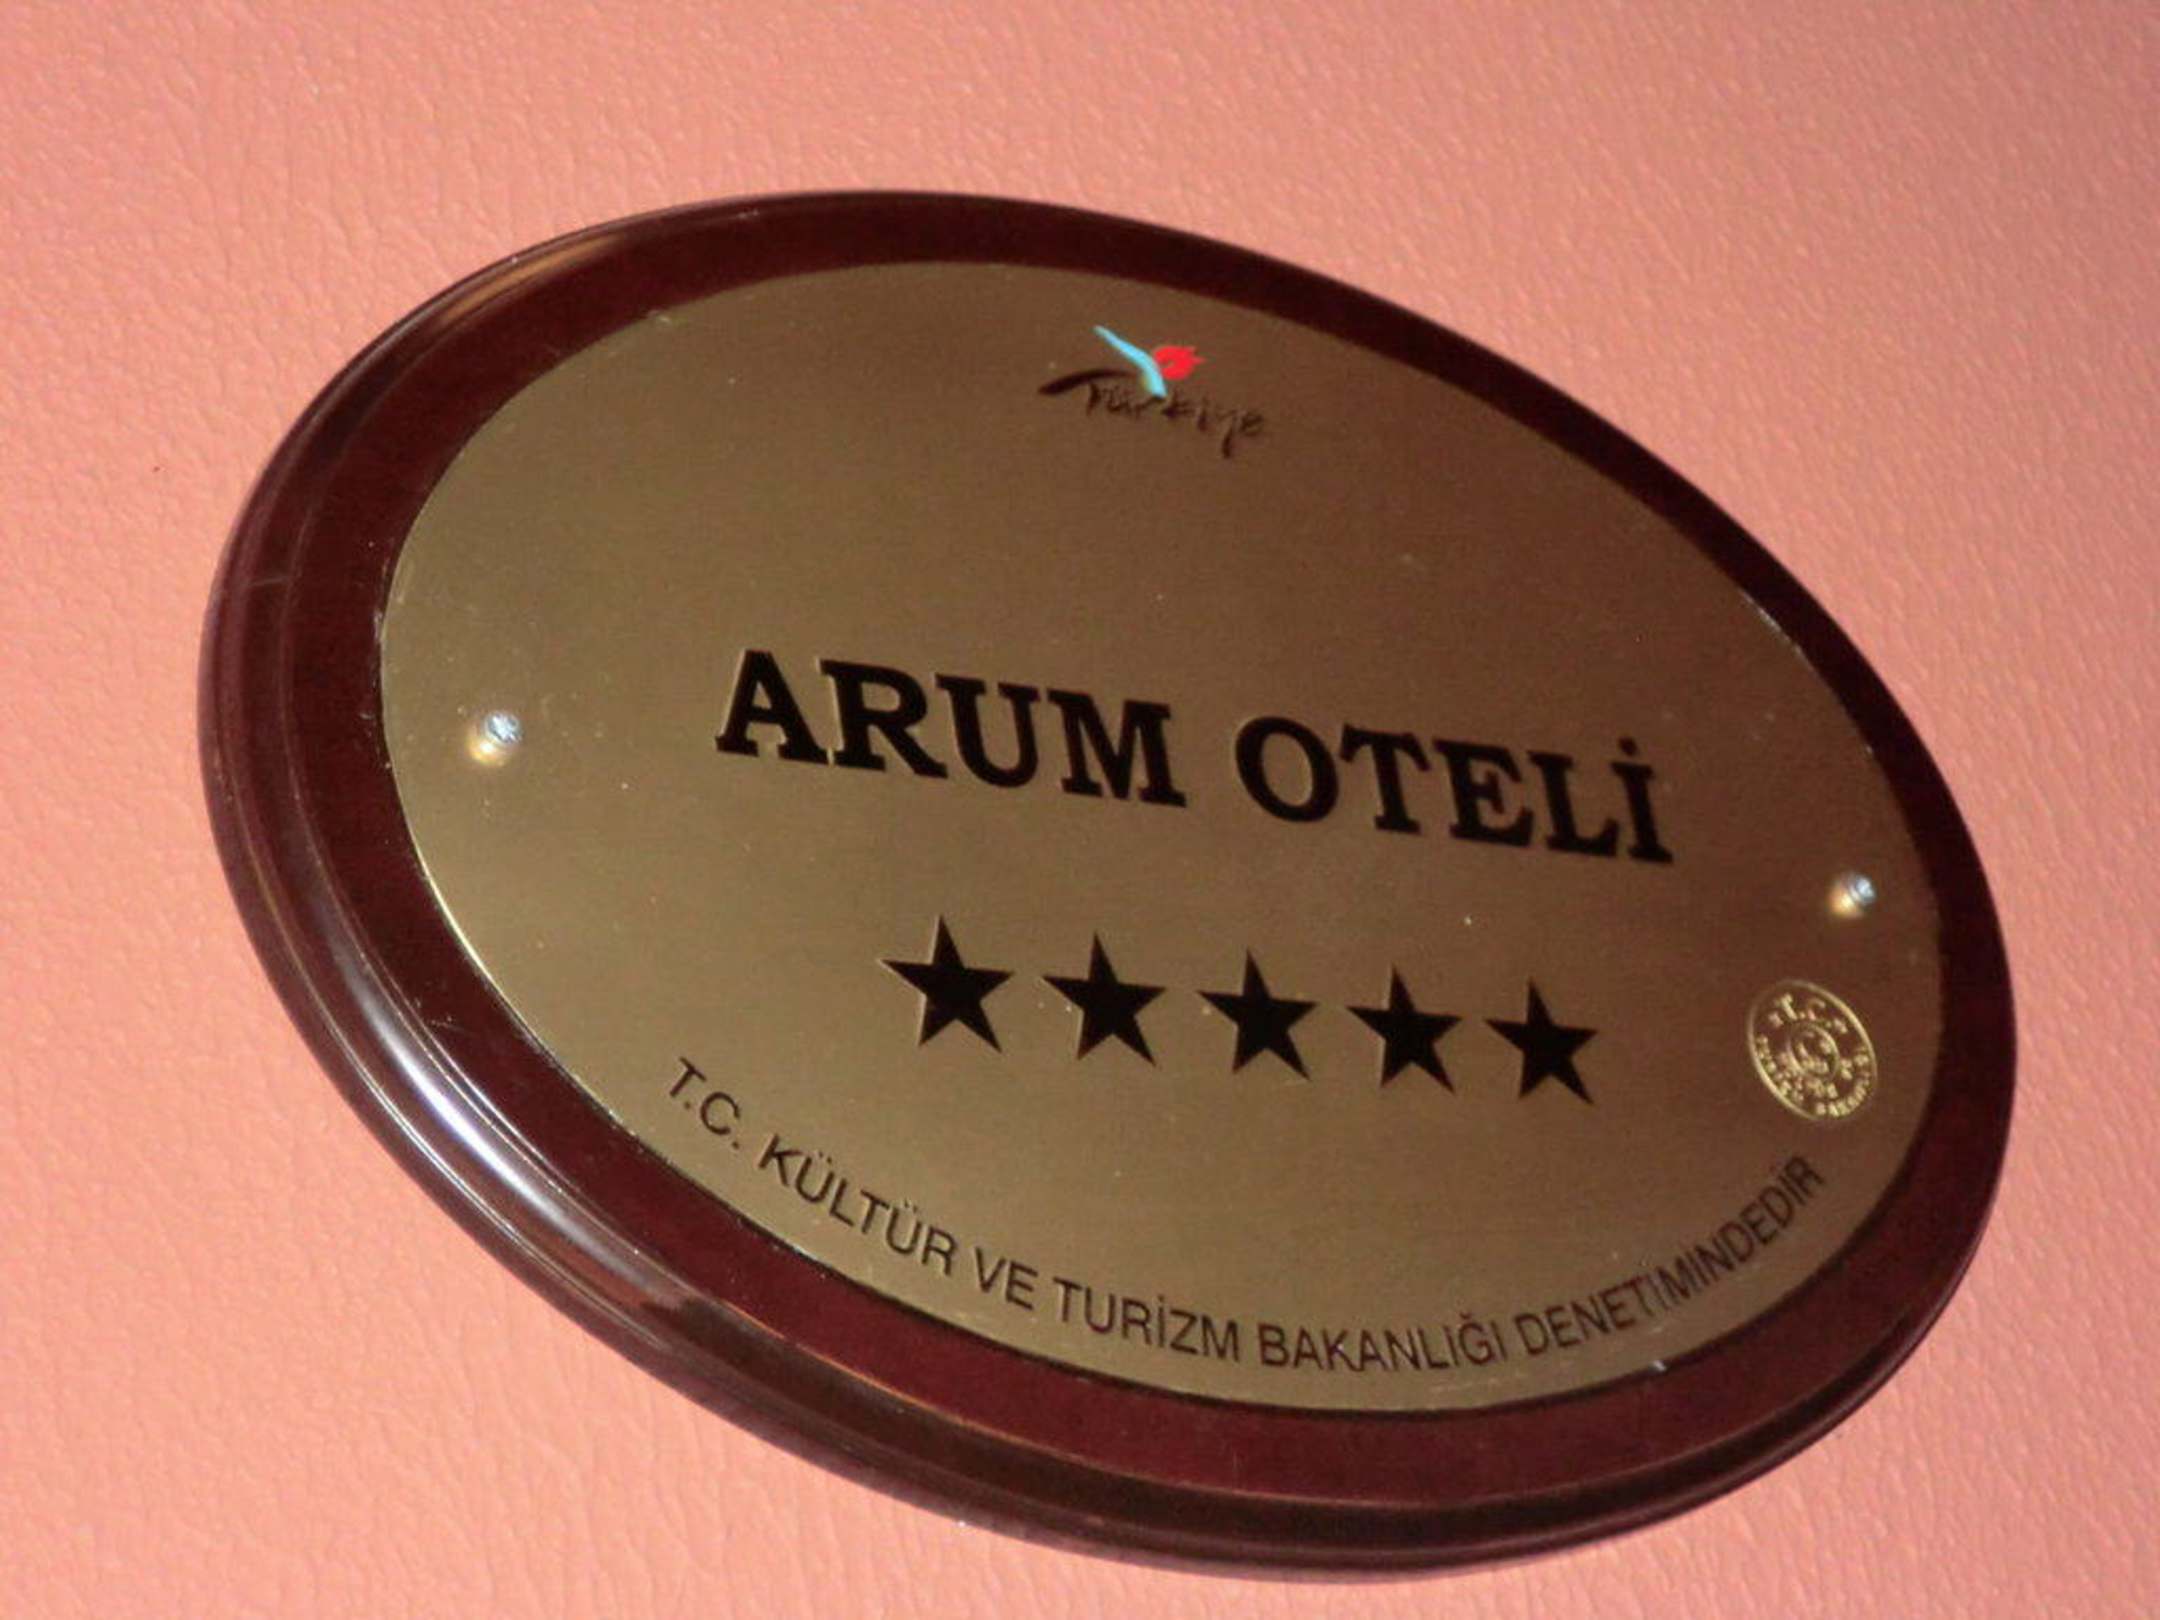 Türkiye
ARUM OTELİ
T.C.
T.C. KÜLTÜR VE TURİZM BAKANLIĞI DENETİMİNDEDİR